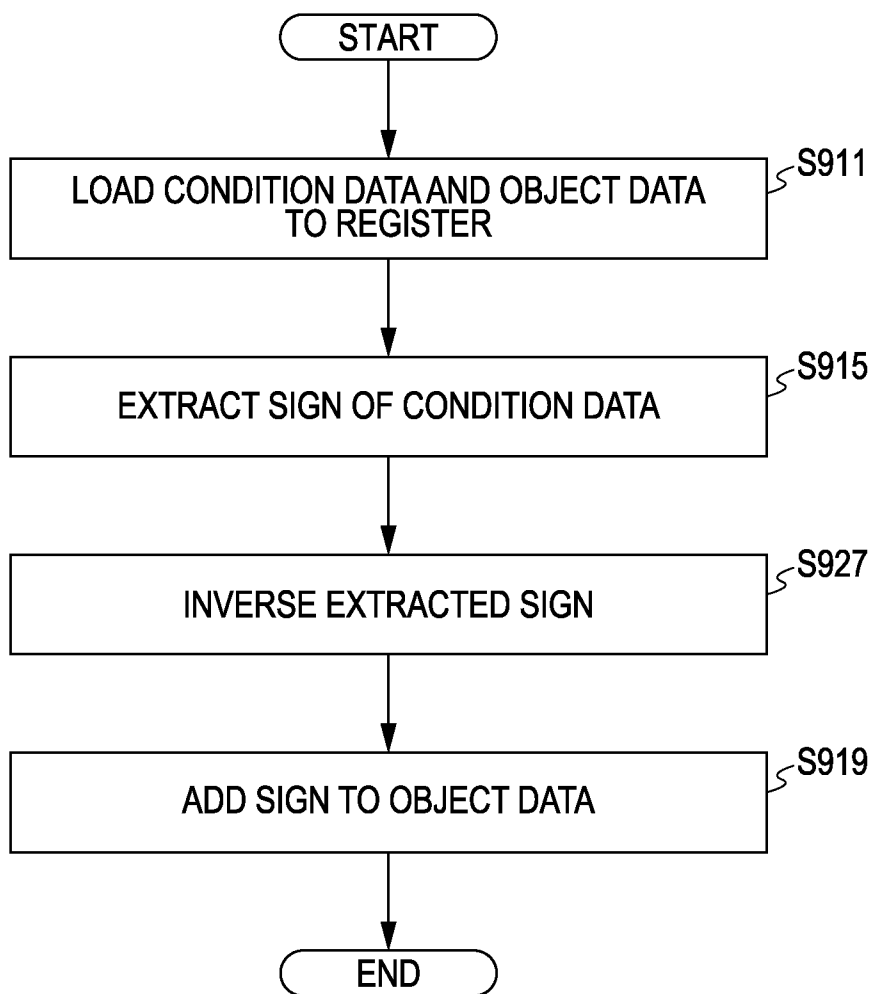 START
S911
LOAD CONDITION DATA AND OBJECT DATA
TO REGISTER
S915
EXTRACT SIGN OF CONDITION DATA
S927
INVERSE EXTRACTED SIGN
S919
ADD SIGN TO OBJECT DATA
END